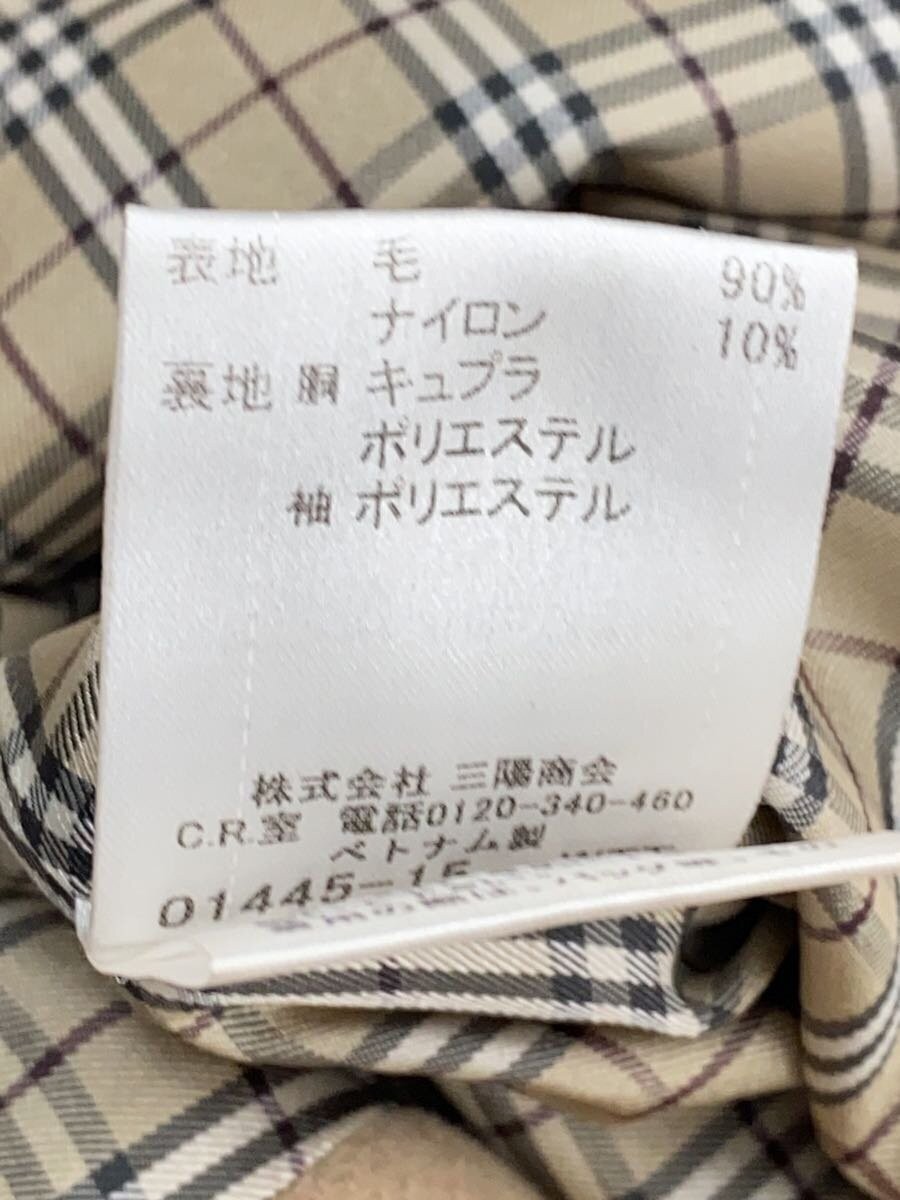 表地 毛 90%
ナイロン 10%
裏地 胴 キュプラ
ポリエステル
袖 ポリエステル
株式会社 三陽商会
C.R.室 電話0120-340-460
ベトナム製
01445-15